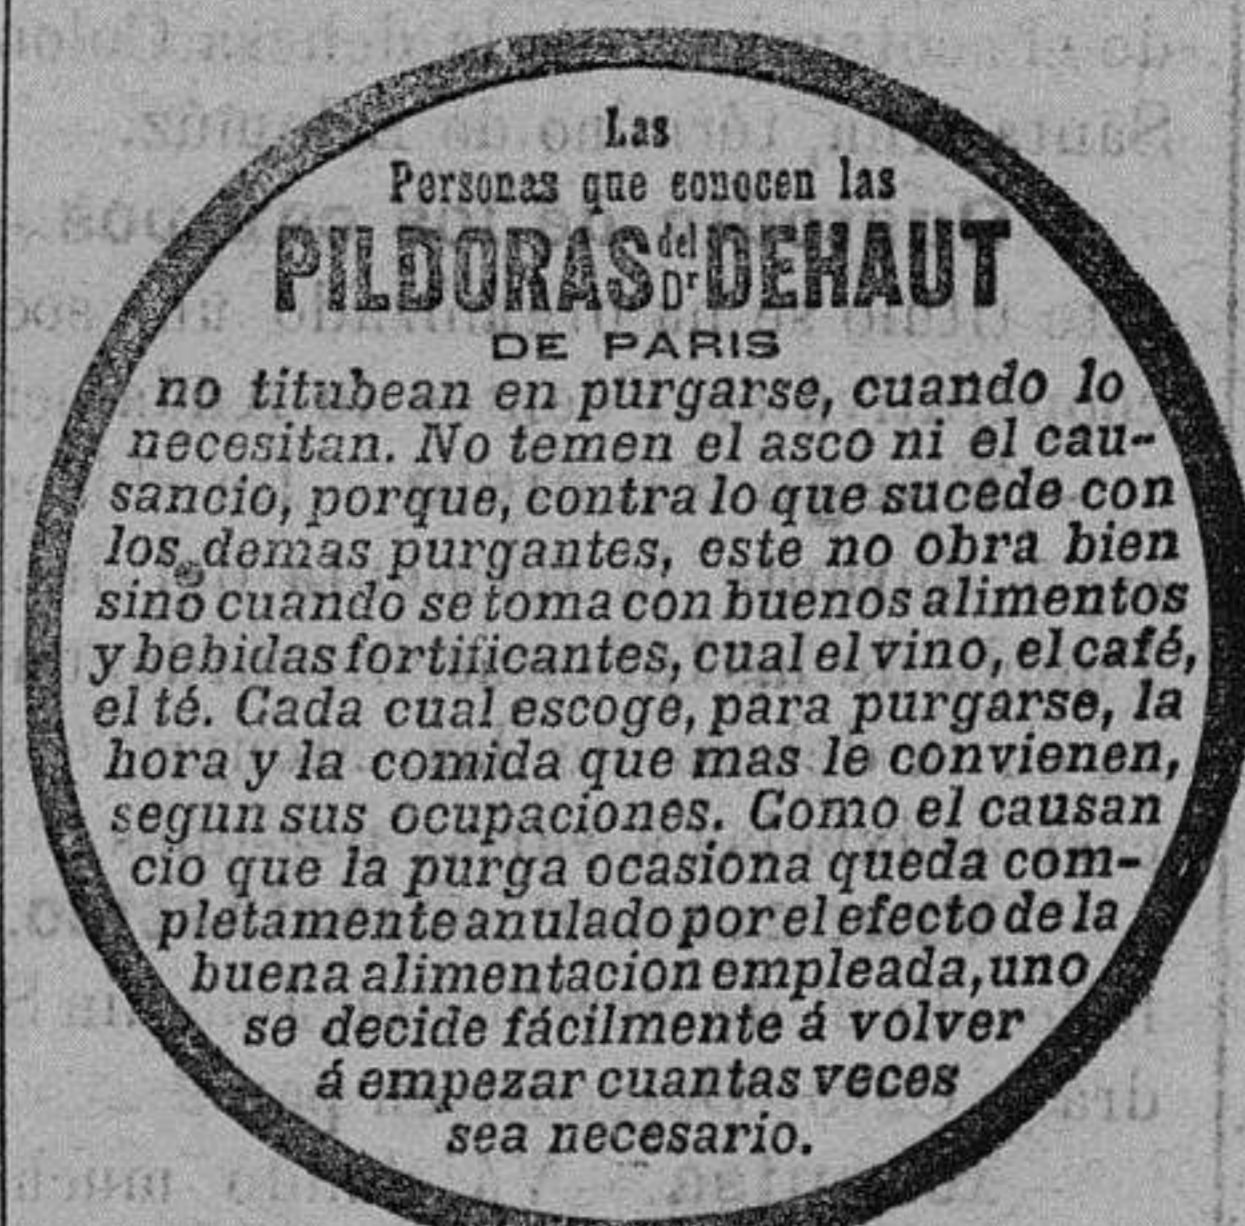 Las
Personas que conocen las
PILDORAS del Dr DEHAUT
DE PARIS
no titubean en purgarse, cuando lo
necesitan. No temen el asco ni el cau-
sancio, porque, contra lo que sucede con
los demas purgantes, este no obra bien
sino cuando se toma con buenos alimentos
y bebidas fortificantes, cual el vino, el café,
el té. Cada cual escoge, para purgarse, la
hora y la comida que mas le convienen,
segun sus ocupaciones. Como el causan
cio que la purga ocasiona queda com-
pletamente anulado por el efecto de la
buena alimentacion empleada, uno
se decide fácilmente á volver
á empezar cuantas veces
sea necesario.